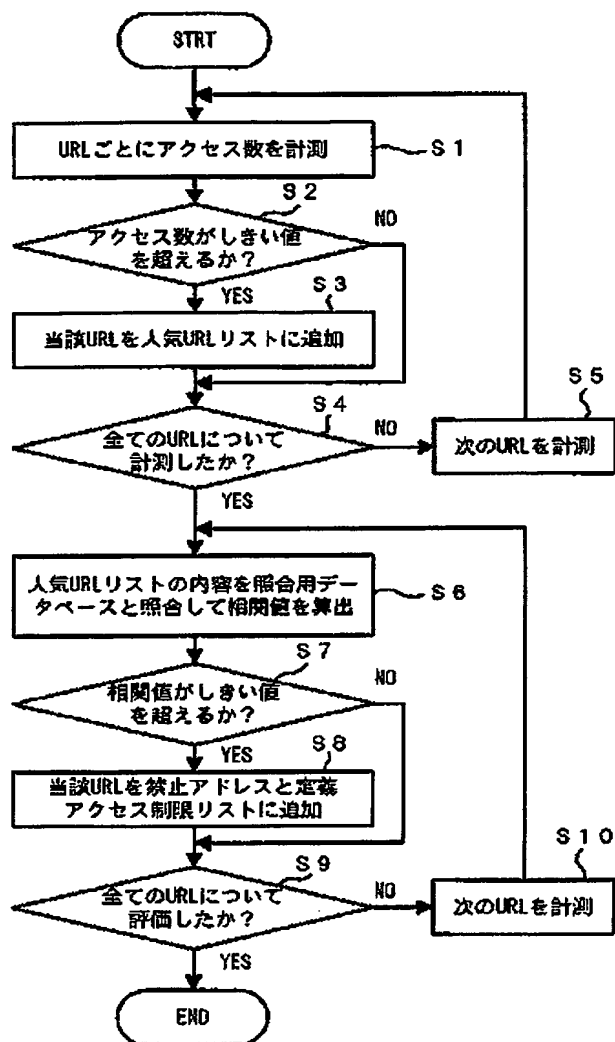 STRT
URLごとにアクセス数を計測
S1
S2
アクセス数がしきい値
を超えるか？
NO
YES
S3
当該URLを人気URLリストに追加
S4
全てのURLについて
計測したか？
NO
S5
次のURLを計測
YES
人気URLリストの内容を照合用デー
タベースと照合して相関値を算出
S6
S7
相関値がしきい値
を超えるか？
NO
YES
S8
当該URLを禁止アドレスと定義
アクセス制限リストに追加
S9
全てのURLについて
評価したか？
NO
S10
次のURLを計測
YES
END